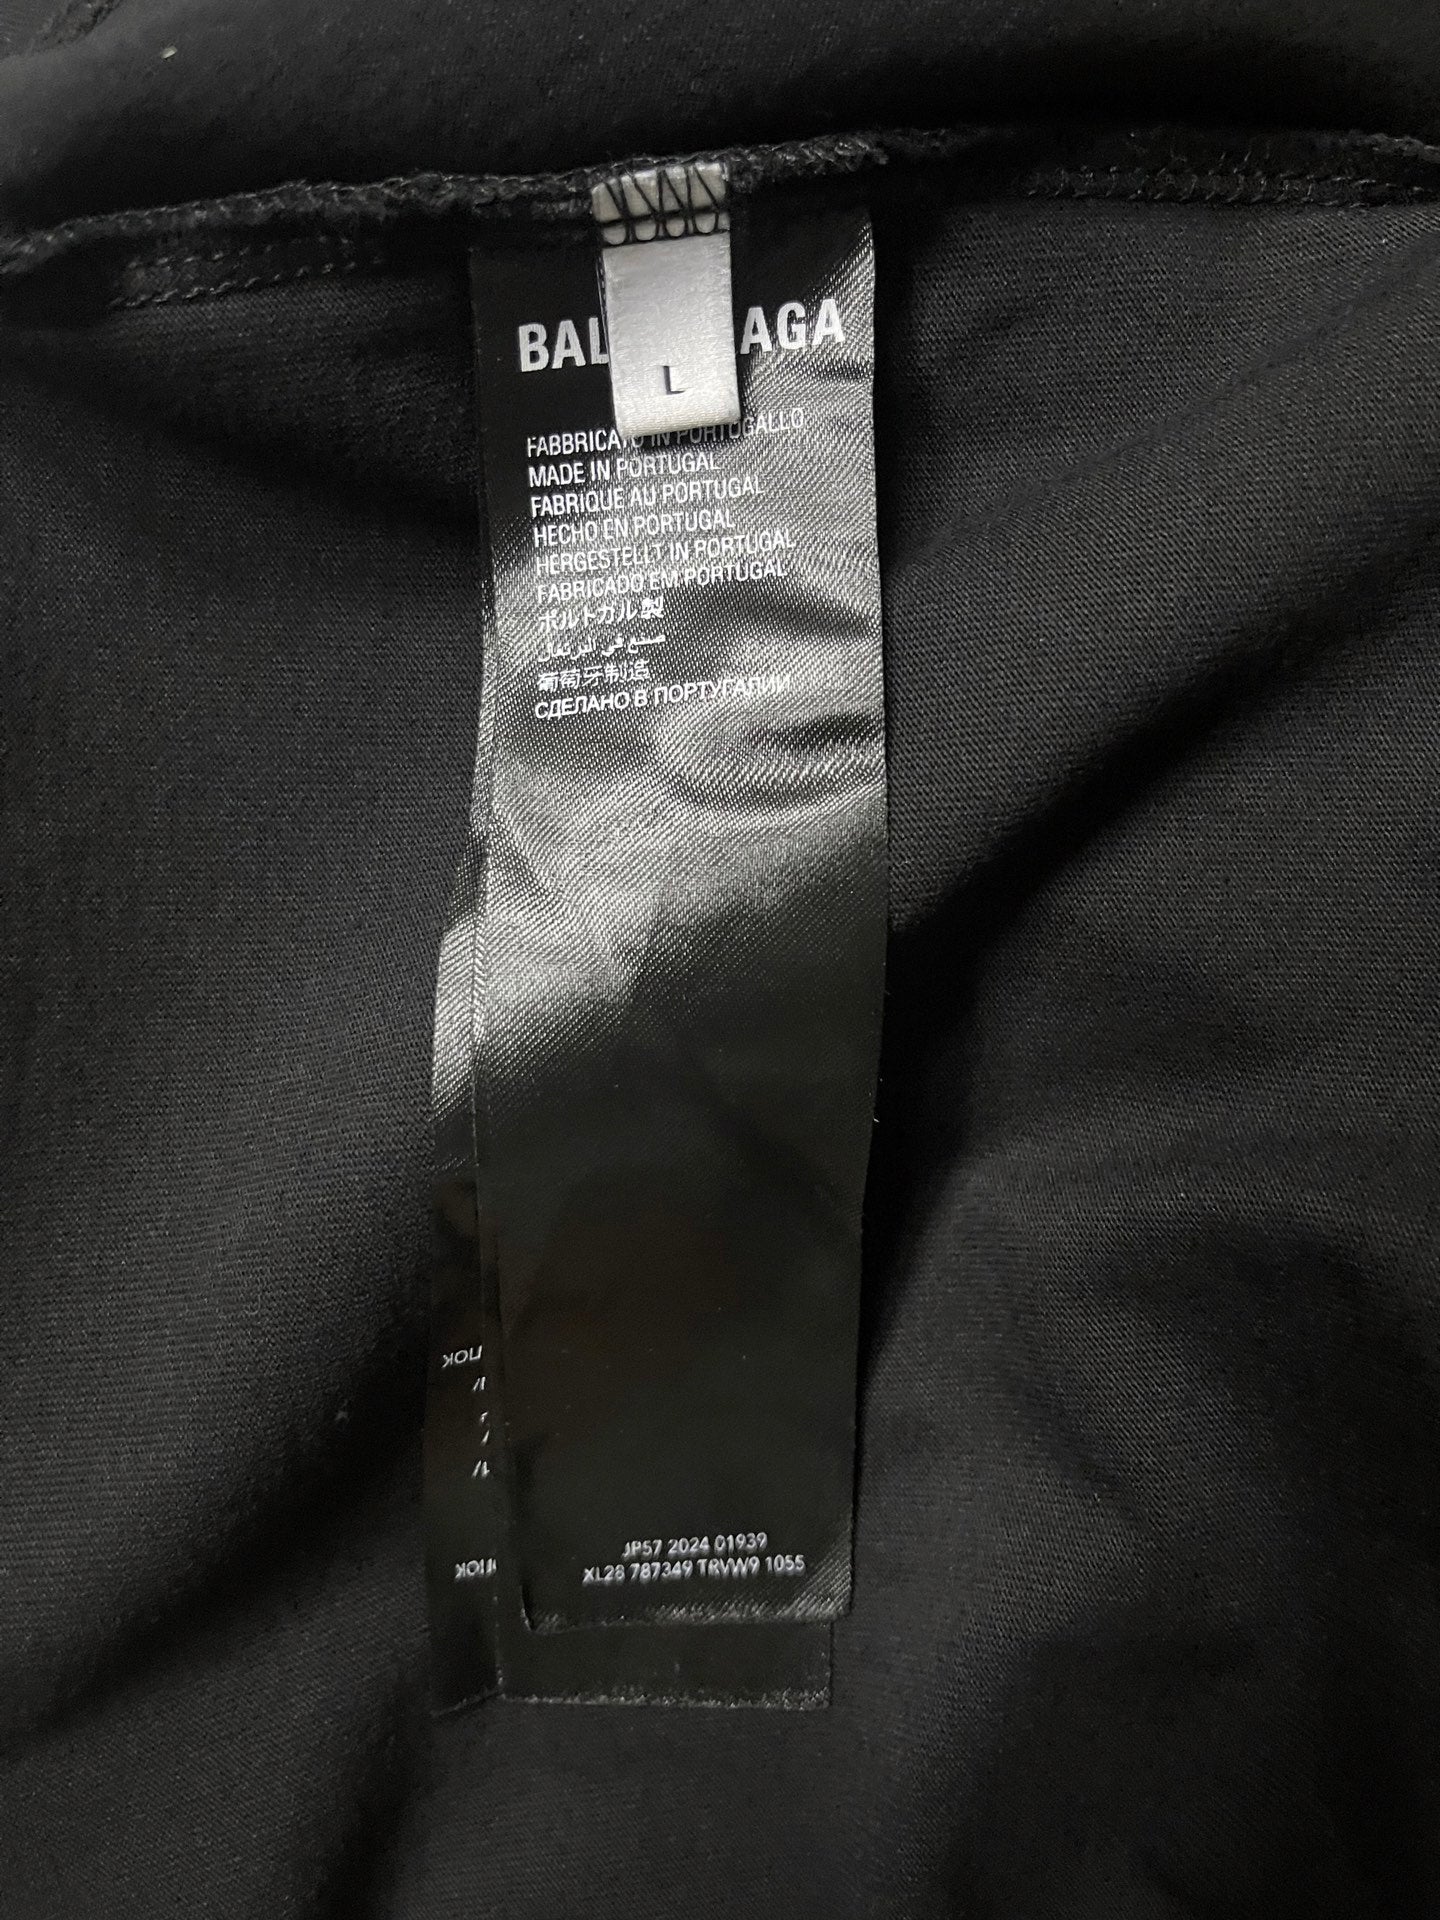 BAL AGA
L
FABBRICATO IN PORTOGALLO
MADE IN PORTUGAL
FABRIQUE AU PORTUGAL
HECHO EN PORTUGAL
HERGESTELLT IN PORTUGAL
FABRICADO EM PORTUGAL
ポルトガル製
صنع في البرتغال
葡萄牙制造
СДЕЛАНО В ПОРТУГАЛИИ
JP57 2024 01939
XL28 787349 TRVW9 1055